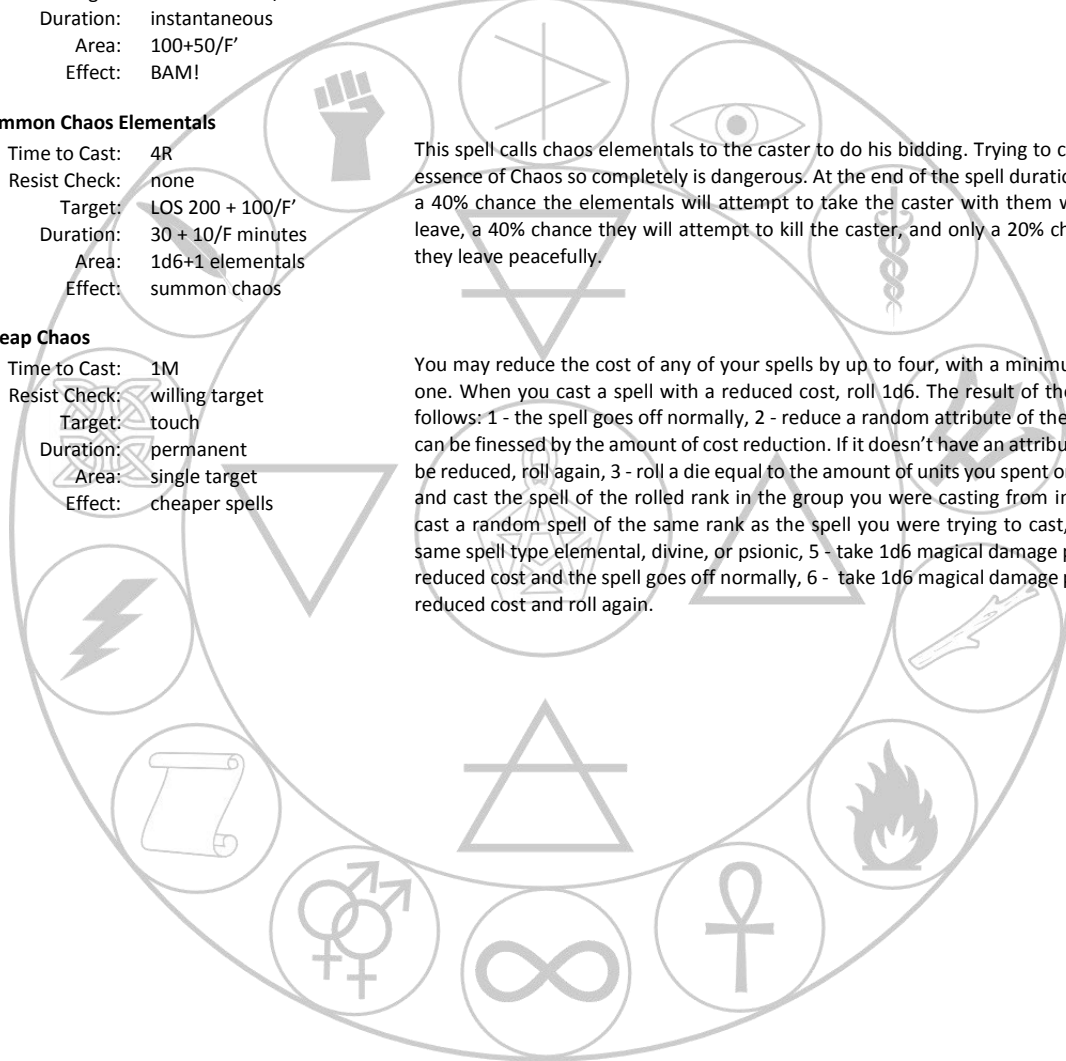 Duration: instantaneous
Area: 100+50/F’
Effect: BAM!
mmon Chaos Elementals
Time to Cast: 4R
Resist Check: none
Target: LOS 200 + 100/F’
Duration: 30 + 10/F minutes
Area: 1d6+1 elementals
Effect: summon chaos
This spell calls chaos elementals to the caster to do his bidding. Trying to c
essence of Chaos so completely is dangerous. At the end of the spell duratio
a 40% chance the elementals will attempt to take the caster with them w
leave, a 40% chance they will attempt to kill the caster, and only a 20% ch
they leave peacefully.
eap Chaos
Time to Cast: 1M
Resist Check: willing target
Target: touch
Duration: permanent
Area: single target
Effect: cheaper spells
You may reduce the cost of any of your spells by up to four, with a minimu
one. When you cast a spell with a reduced cost, roll 1d6. The result of the
follows: 1 - the spell goes off normally, 2 - reduce a random attribute of the
can be finessed by the amount of cost reduction. If it doesn’t have an attribu
be reduced, roll again, 3 - roll a die equal to the amount of units you spent or
and cast the spell of the rolled rank in the group you were casting from in
cast a random spell of the same rank as the spell you were trying to cast,
same spell type elemental, divine, or psionic, 5 - take 1d6 magical damage p
reduced cost and the spell goes off normally, 6 - take 1d6 magical damage p
reduced cost and roll again.